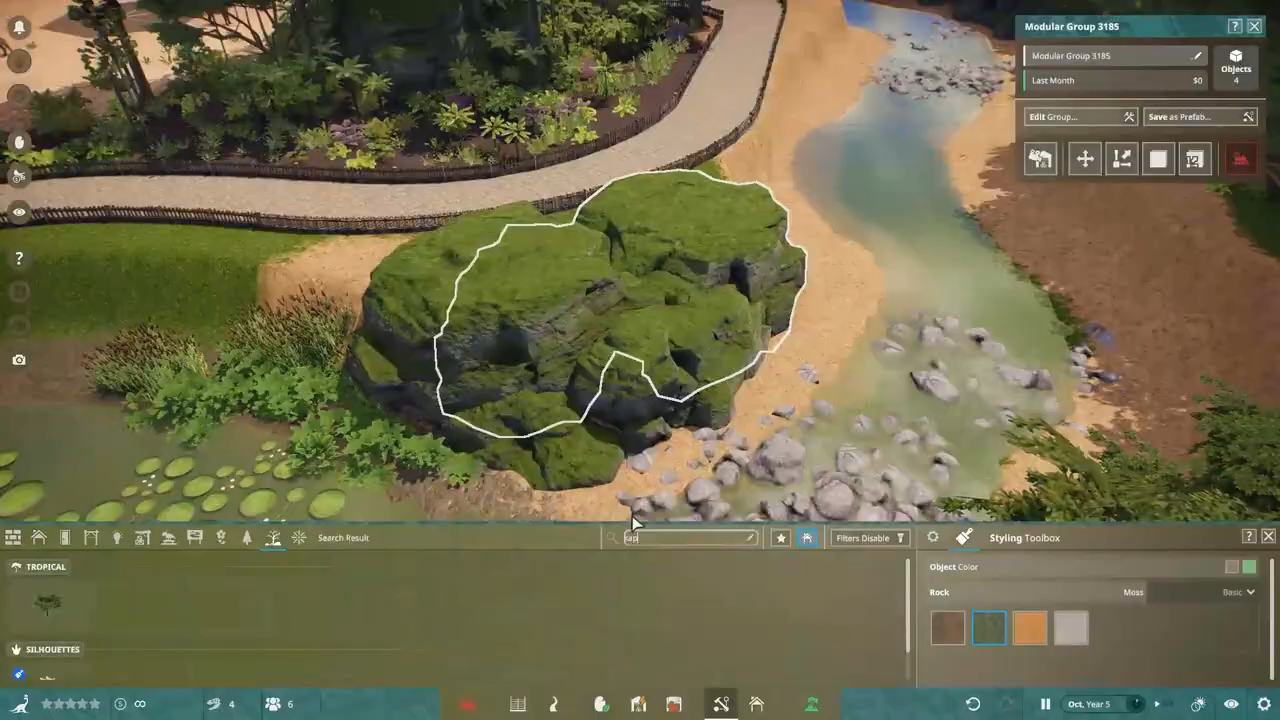 Modular Group 3185
?
Modular Group 3185
Last Month $0
Objects
4
Edit Group...
Save as Prefab...
12
?
Search Result
Filters Disable
Styling Toolbox
?
TROPICAL
Object Color
Rock Moss Basic
SILHOUETTES
4
6
Oct, Year 5